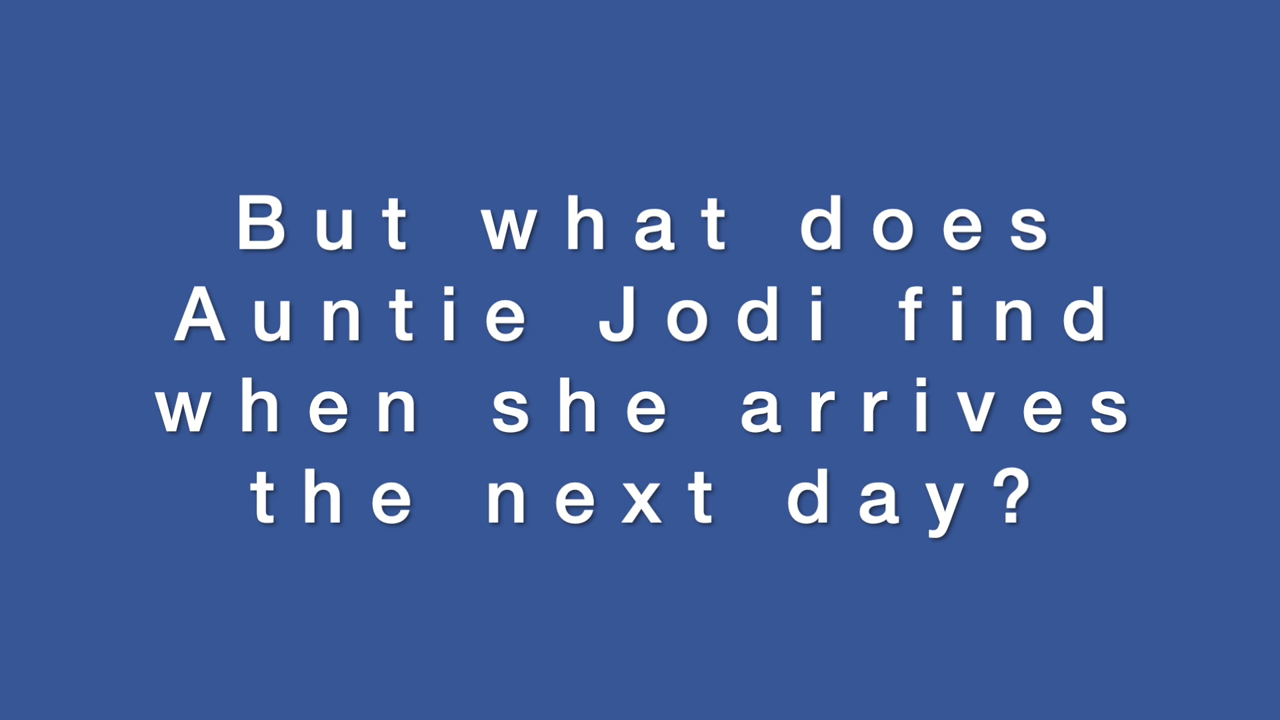 But what does
Auntie Jodi find
when she arrives
the next day?